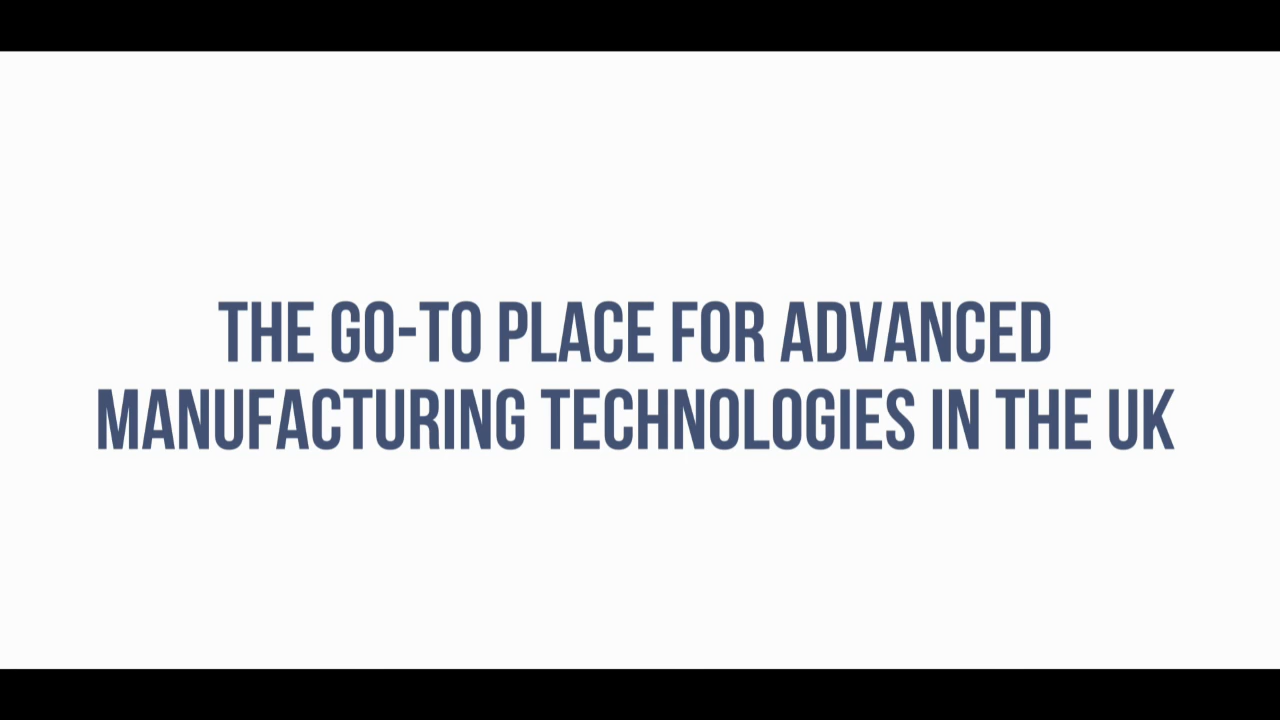 THE GO-TO PLACE FOR ADVANCED
MANUFACTURING TECHNOLOGIES IN THE UK